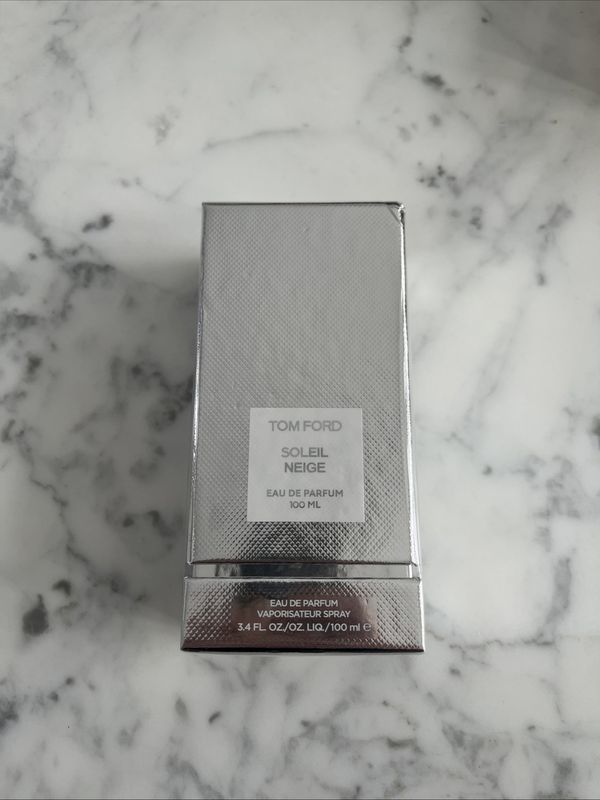 TOM FORD
SOLEIL
NEIGE
EAU DE PARFUM
100 ML
EAU DE PARFUM
VAPORISATEUR SPRAY
3.4 FL. OZ./OZ. LIQ./100 ml ℮